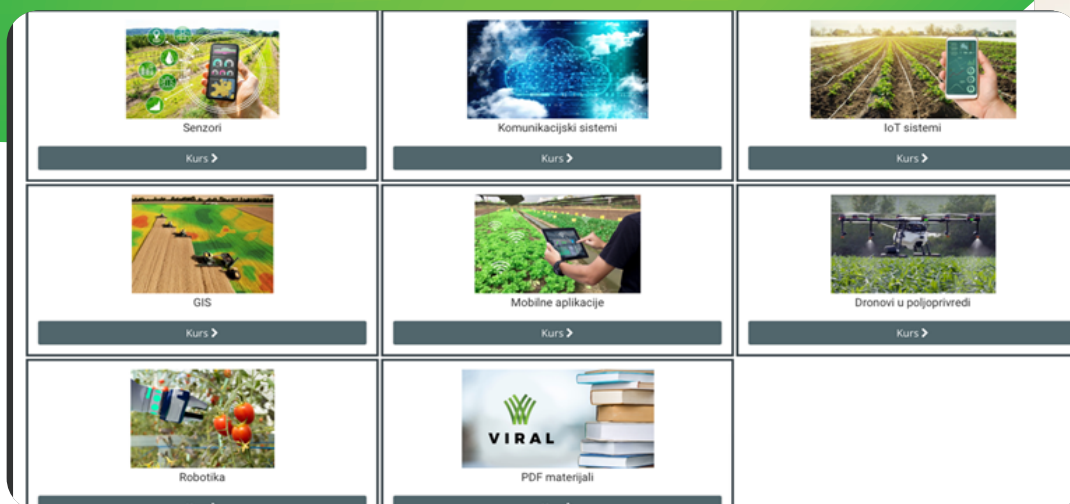 Senzori
Komunikacijski sistemi
IoT sistemi
Kurs
Kurs
Kurs
GIS
Mobilne aplikacije
Dronovi u poljoprivredi
Kurs
Kurs
Kurs
VIRAL
Robotika
PDF materijali